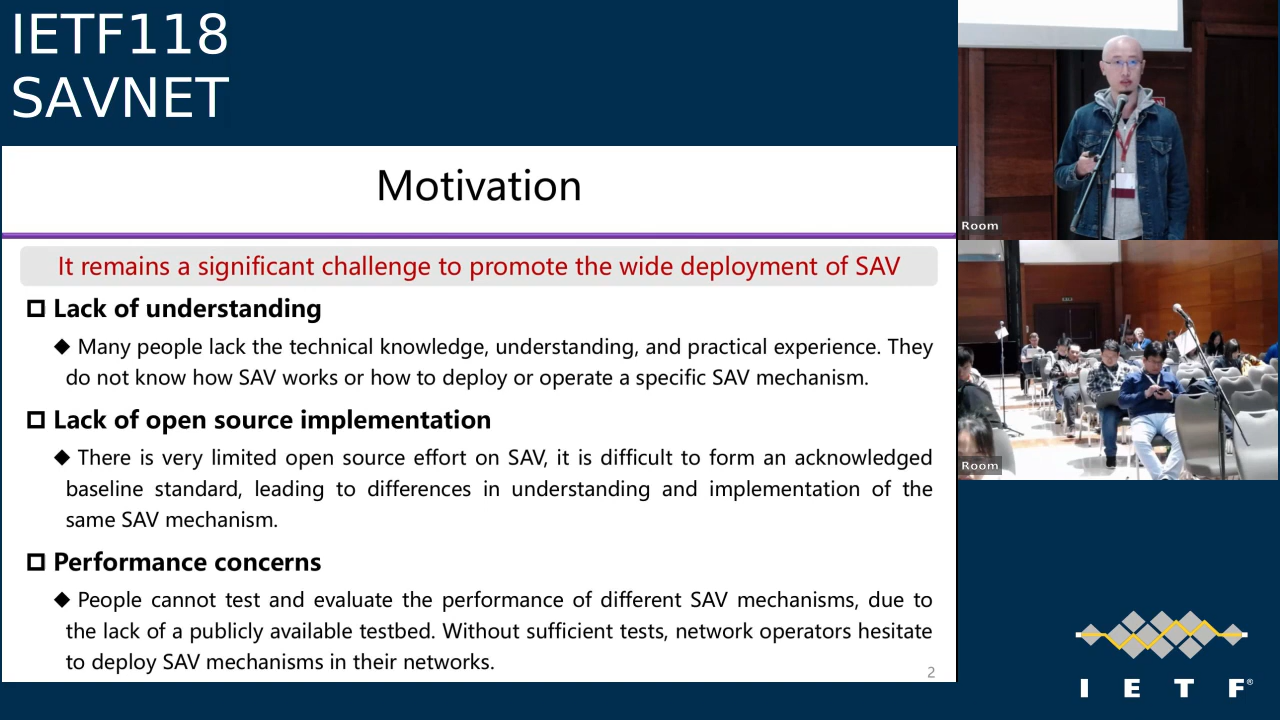 IETF118
SAVNET
Motivation
It remains a significant challenge to promote the wide deployment of SAV
Lack of understanding
Many people lack the technical knowledge, understanding, and practical experience. They
do not know how SAV works or how to deploy or operate a specific SAV mechanism.
Lack of open source implementation
There is very limited open source effort on SAV, it is difficult to form an acknowledged
baseline standard, leading to differences in understanding and implementation of the
same SAV mechanism.
Performance concerns
People cannot test and evaluate the performance of different SAV mechanisms, due to
the lack of a publicly available testbed. Without sufficient tests, network operators hesitate
to deploy SAV mechanisms in their networks.
2
Room
Room
I E T F®